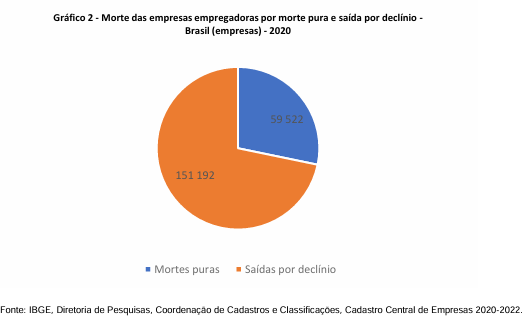 Gráfico 2 - Morte das empresas empregadoras por morte pura e saída por declínio -
Brasil (empresas) - 2020
59 522
151 192
Mortes puras
Saídas por declínio
Fonte: IBGE, Diretoria de Pesquisas, Coordenação de Cadastros e Classificações, Cadastro Central de Empresas 2020-2022.